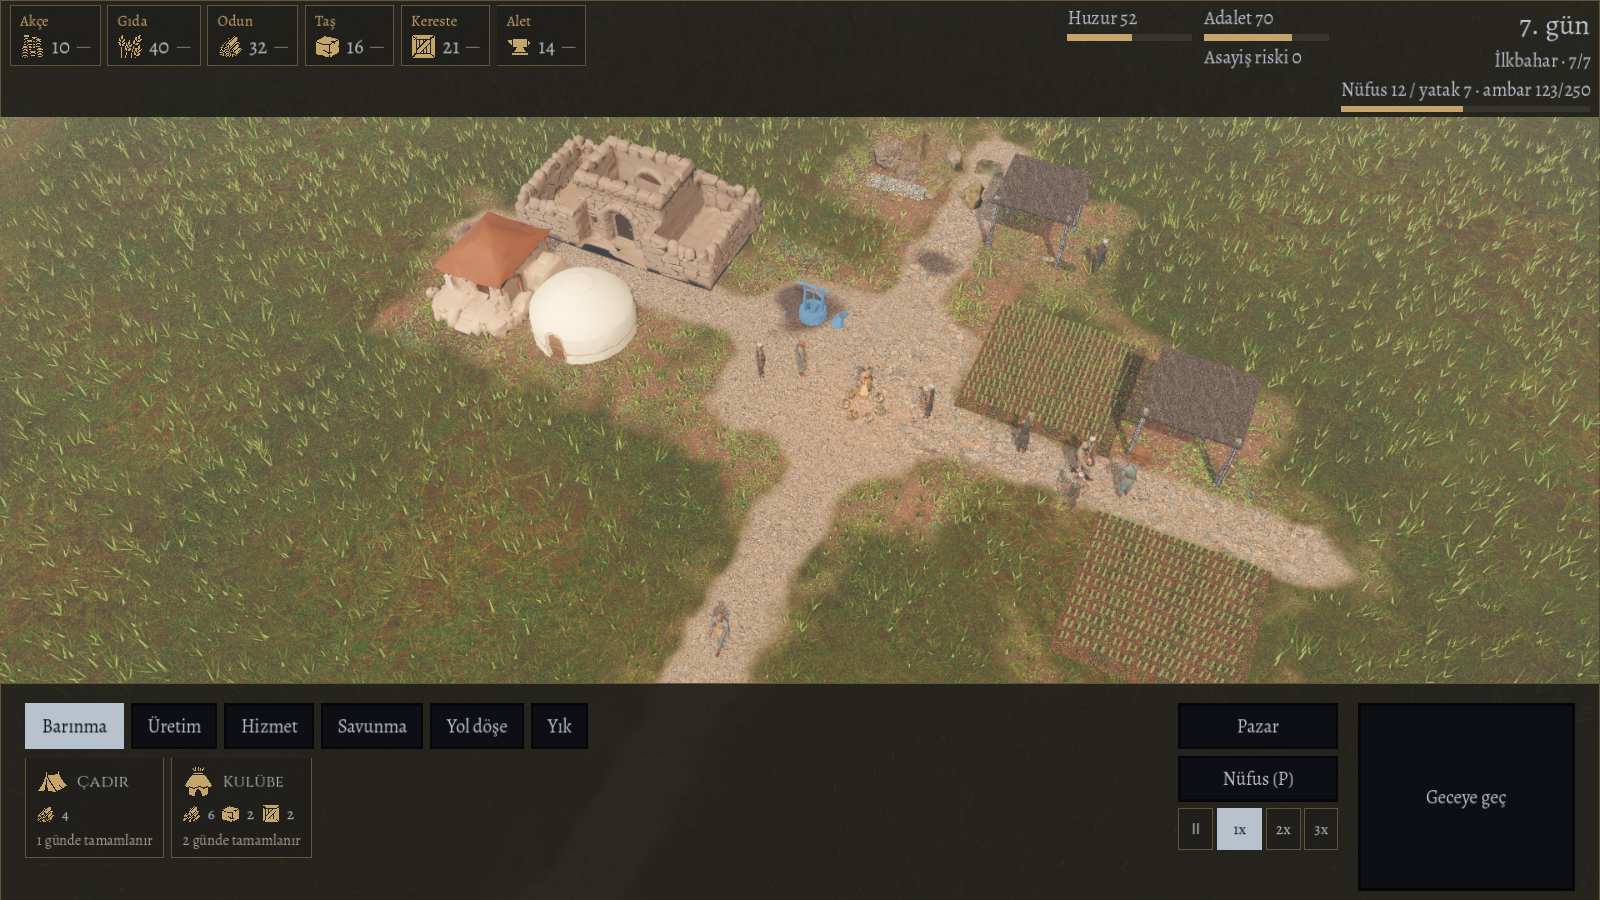 Akçe
10 —
Gıda
40 —
Odun
32 —
Taş
16 —
Kereste
21 —
Alet
14 —
Huzur 52
Adalet 70
Asayiş riski 0
7. gün
İlkbahar · 7/7
Nüfus 12 / yatak 7 · ambar 123/250
Barınma
Üretim
Hizmet
Savunma
Yol döşe
Yık
ÇADIR
4
1 günde tamamlanır
KULÜBE
6 2 2
2 günde tamamlanır
Pazar
Nüfus (P)
II 1x 2x 3x
Geceye geç